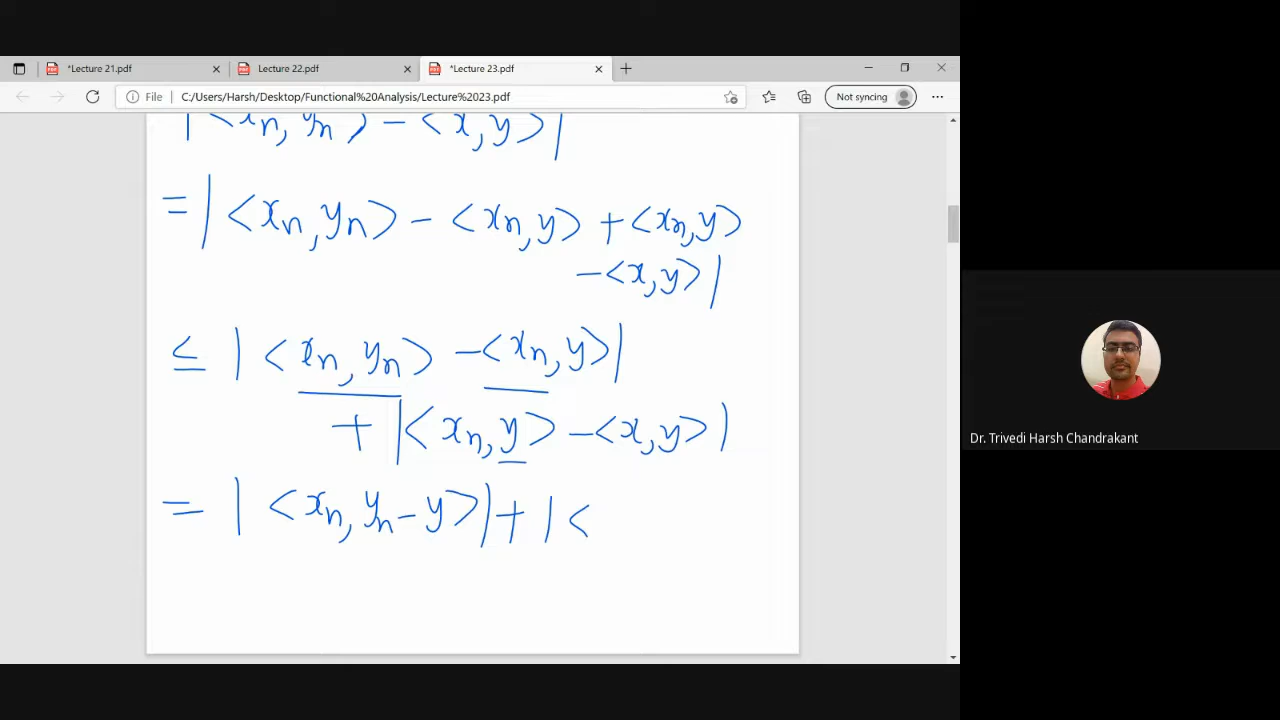 *Lecture 21.pdf Lecture 22.pdf *Lecture 23.pdf
File C:/Users/Harsh/Desktop/Functional%20Analysis/Lecture%2023.pdf Not syncing
|<xn, yn> - <x, y>|
= |<xn, yn> - <xn, y> + <xn, y>
- <x, y>|
≤ |<xn, yn> - <xn, y>|
+ |<xn, y> - <x, y>|
= |<xn, yn - y>| + |<
Dr. Trivedi Harsh Chandrakant